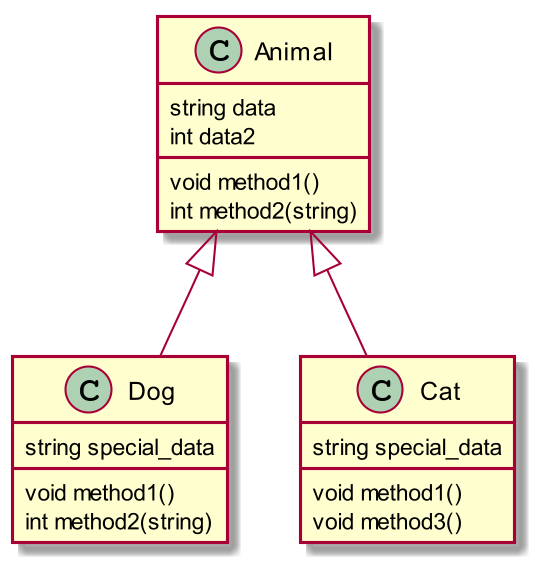 C Animal
string data
int data2
void method1()
int method2(string)
C Dog
string special_data
void method1()
int method2(string)
C Cat
string special_data
void method1()
void method3()